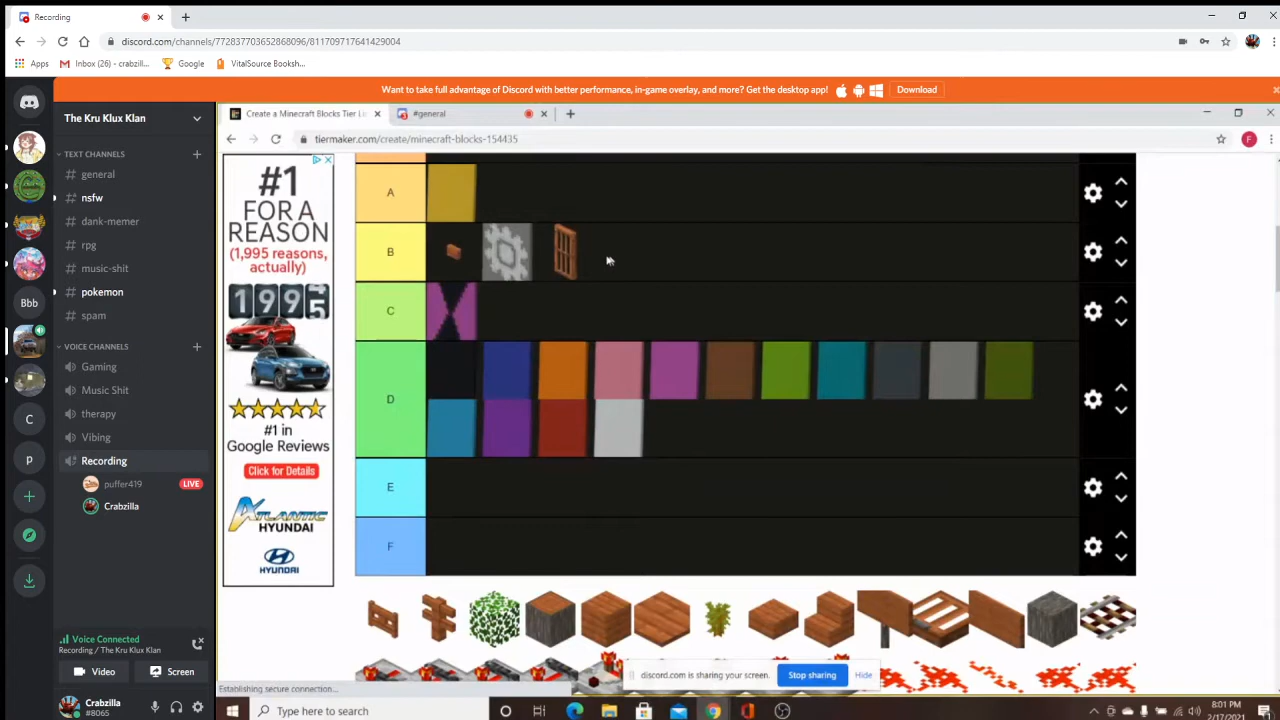 Recording
discord.com/channels/772837703652868096/811709717641429004
Apps
Inbox (26) - crabzill...
Google
VitalSource Booksh...
Want to take full advantage of Discord with better performance, in-game overlay, and more? Get the desktop app!
Download
The Kru Klux Klan
TEXT CHANNELS
general
nsfw
dank-memer
rpg
music-shit
pokemon
spam
VOICE CHANNELS
Gaming
Music Shit
therapy
Vibing
Recording
puffer419
LIVE
Crabzilla
Bbb
C
p
Voice Connected
Recording / The Kru Klux Klan
Video
Screen
Crabzilla
#8065
Create a Minecraft Blocks Tier Li
#general
tiermaker.com/create/minecraft-blocks-154435
F
#1
FOR A
REASON
(1,995 reasons,
actually)
1995
#1 in
Google Reviews
Click for Details
ATLANTIC
HYUNDAI
HYUNDAI
A
B
C
D
E
F
discord.com is sharing your screen.
Stop sharing
Hide
Establishing secure connection...
Type here to search
8:01 PM
2/17/2021